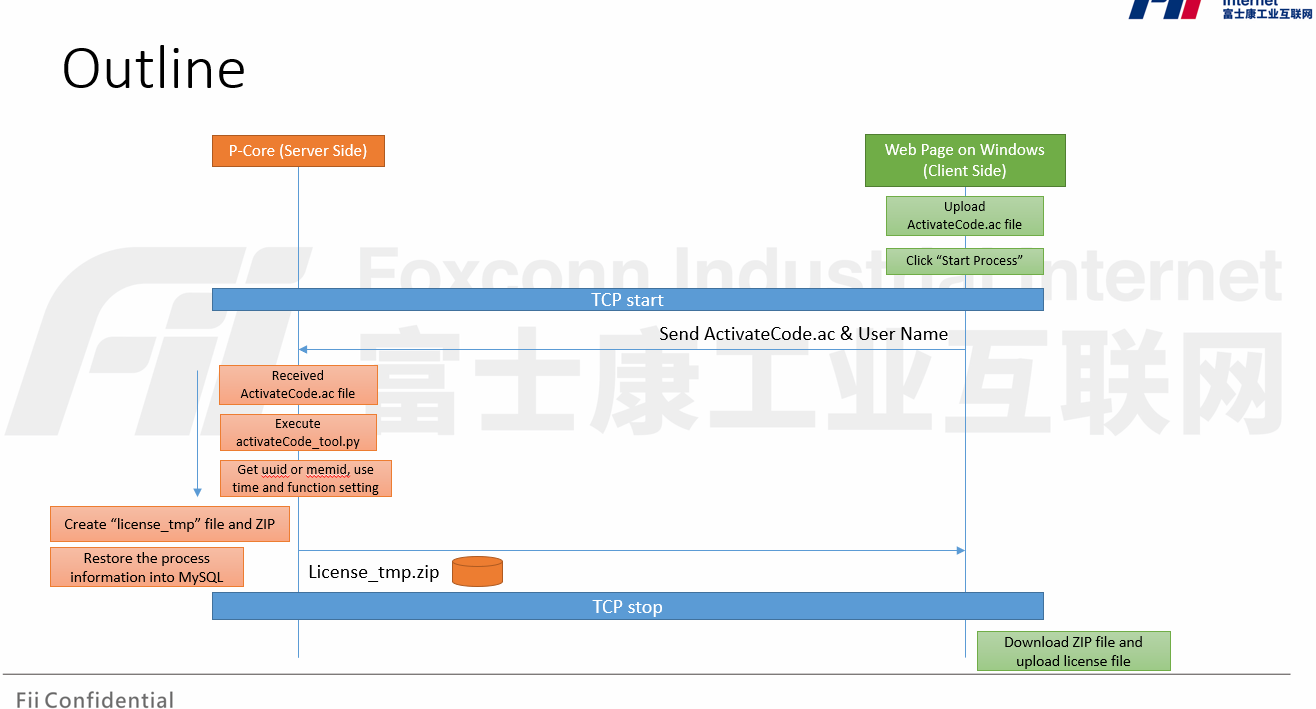 Internet
富士康工业互联网
Outline
P-Core (Server Side)
Web Page on Windows
(Client Side)
Upload
ActivateCode.ac file
Click “Start Process”
Foxconn Industrial Internet
富士康工业互联网
TCP start
Send ActivateCode.ac & User Name
Received
ActivateCode.ac file
Execute
activateCode_tool.py
Get uuid or memid, use
time and function setting
Create “license_tmp” file and ZIP
Restore the process
information into MySQL
License_tmp.zip
TCP stop
Download ZIP file and
upload license file
Fii Confidential